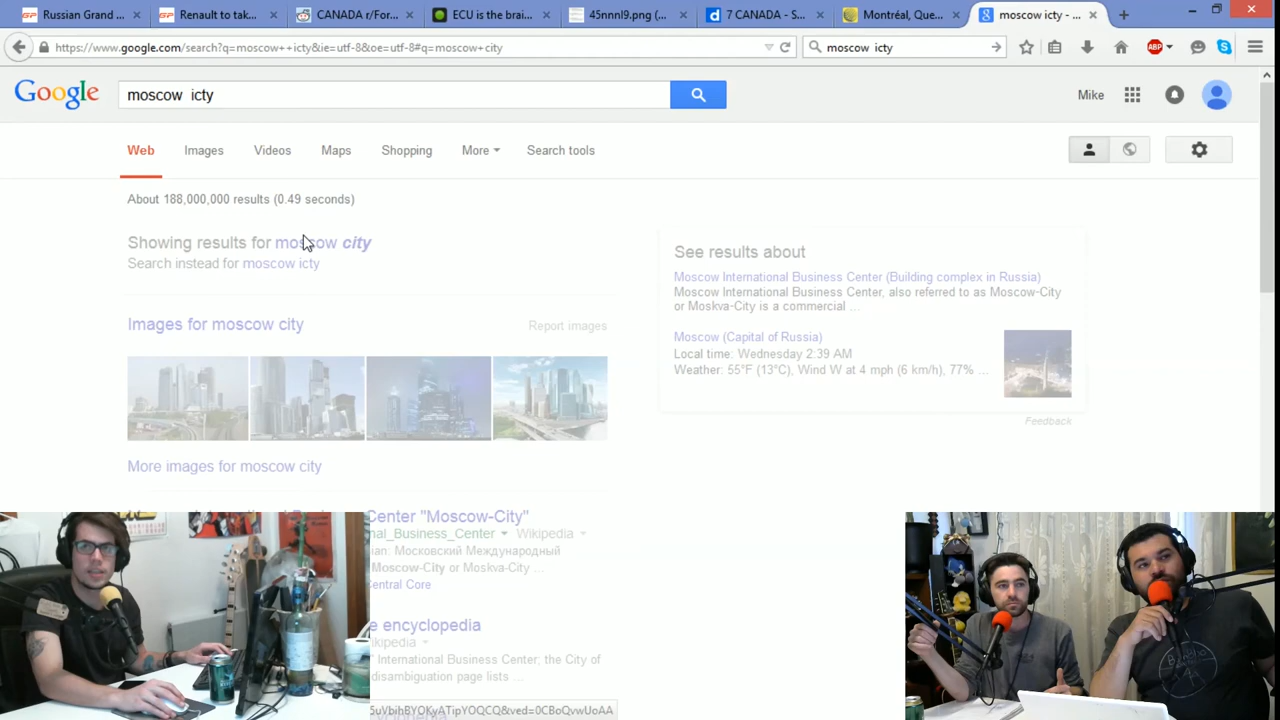 Russian Grand ...
Renault to tak...
CANADA r/For...
ECU is the brai...
45nnnl9.png (...
7 CANADA - S...
Montréal, Que...
moscow icty - ...
https://www.google.com/search?q=moscow++icty&ie=utf-8&oe=utf-8#q=moscow+city
moscow  icty
ABP
Google
moscow  icty
Mike
Web
Images
Videos
Maps
Shopping
More
Search tools
About 188,000,000 results (0.49 seconds)
Showing results for moscow city
Search instead for moscow icty
See results about
Moscow International Business Center (Building complex in Russia)
Moscow International Business Center, also referred to as Moscow-City
or Moskva-City is a commercial ...
Moscow (Capital of Russia)
Local time: Wednesday 2:39 AM
Weather: 55°F (13°C), Wind W at 4 mph (6 km/h), 77% ...
Feedback
Images for moscow city
Report images
More images for moscow city
Center "Moscow-City"
nal_Business_Center
Wikipedia
ian: Московский Международный
Moscow-City or Moskva-City ...
Central Core
e encyclopedia
kipedia
" International Business Center; the City of
disambiguation page lists ...